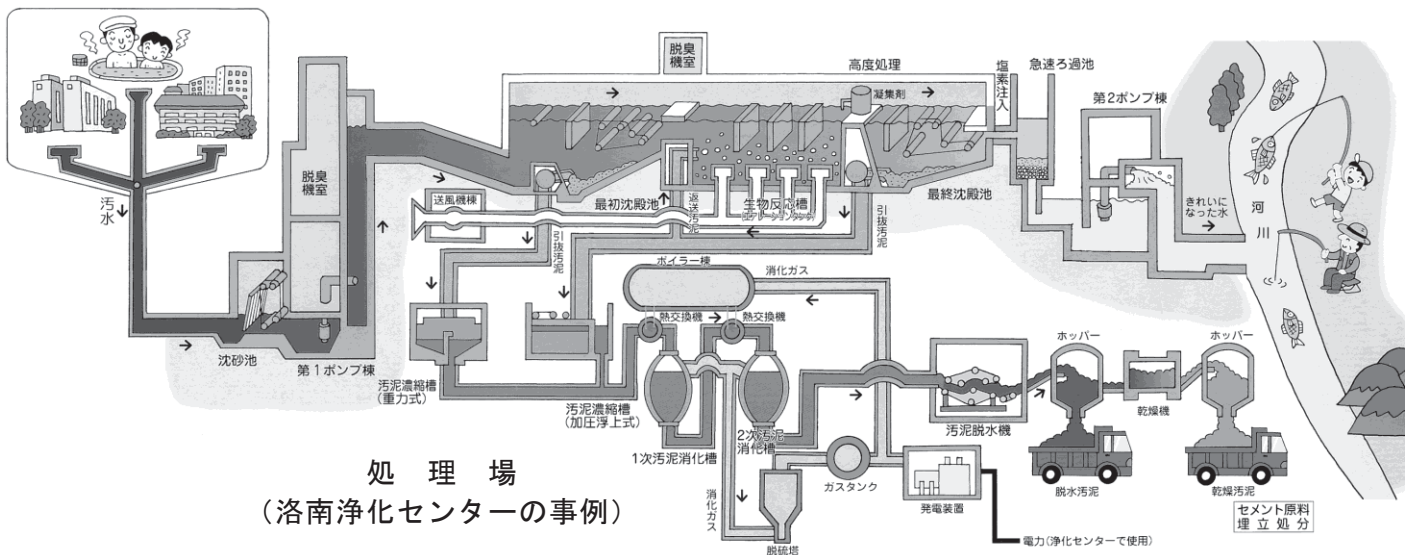 脱臭
機室
高度処理
塩素注入
急速ろ過池
凝集剤
第2ポンプ棟
脱臭
機室
汚水
送風機棟
最初沈殿池
返送汚泥
生物反応槽
(エアレーションタンク)
引抜汚泥
最終沈殿池
きれいに
なった水
河川
引抜汚泥
ボイラー棟
消化ガス
熱交換機
熱交換機
沈砂池
第1ポンプ棟
汚泥濃縮槽
(重力式)
汚泥濃縮槽
(加圧浮上式)
1次汚泥消化槽
2次汚泥
消化槽
汚泥脱水機
ホッパー
乾燥機
ホッパー
脱水汚泥
乾燥汚泥
セメント原料
埋立処分
消化ガス
ガスタンク
発電装置
脱硫塔
電力(浄化センターで使用)
処理場
(洛南浄化センターの事例)